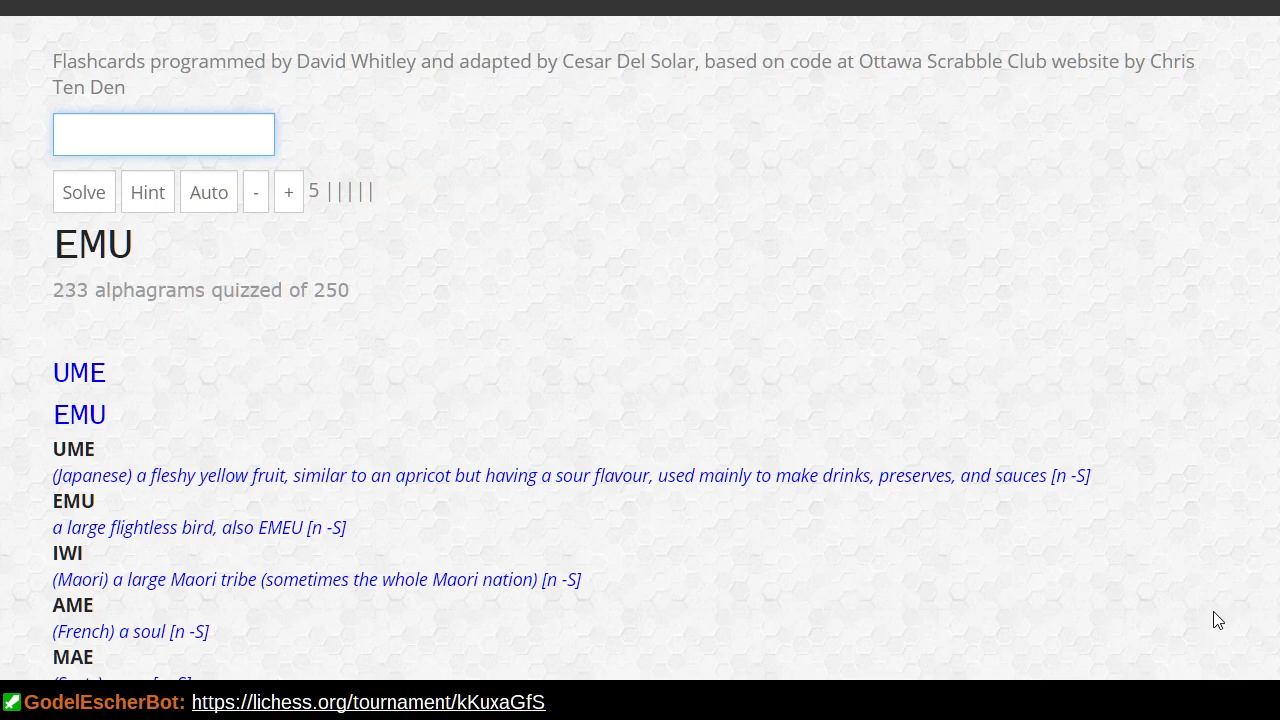 Flashcards programmed by David Whitley and adapted by Cesar Del Solar, based on code at Ottawa Scrabble Club website by Chris
Ten Den
Solve Hint Auto - + 5 |||||
EMU
233 alphagrams quizzed of 250
UME
EMU
UME
(Japanese) a fleshy yellow fruit, similar to an apricot but having a sour flavour, used mainly to make drinks, preserves, and sauces [n -S]
EMU
a large flightless bird, also EMEU [n -S]
IWI
(Maori) a large Maori tribe (sometimes the whole Maori nation) [n -S]
AME
(French) a soul [n -S]
MAE
GodelEscherBot: https://lichess.org/tournament/kKuxaGfS